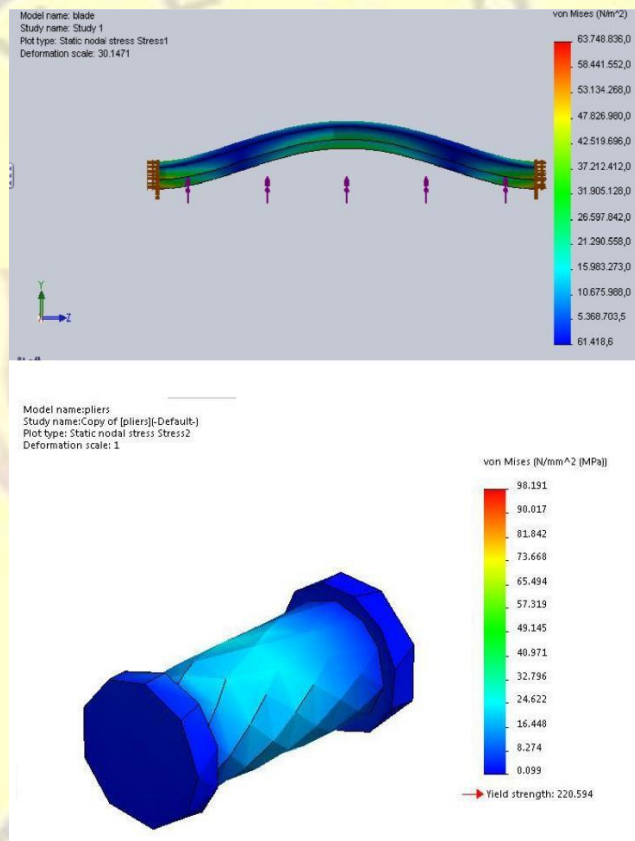 Model name: blade
Study name: Study 1
Plot type: Static nodal stress Stress1
Deformation scale: 30.1471
von Mises (N/m^2)
63.748.836,0
58.441.552,0
53.134.268,0
47.826.980,0
42.519.696,0
37.212.412,0
31.905.128,0
26.597.842,0
21.290.558,0
15.983.273,0
10.675.988,0
5.368.703,5
61.418,6
Y
Z
Model name:pliers
Study name:Copy of [pliers](-Default-)
Plot type: Static nodal stress Stress2
Deformation scale: 1
von Mises (N/mm^2 (MPa))
98.191
90.017
81.842
73.668
65.494
57.319
49.145
40.971
32.796
24.622
16.448
8.274
0.099
Yield strength: 220.594